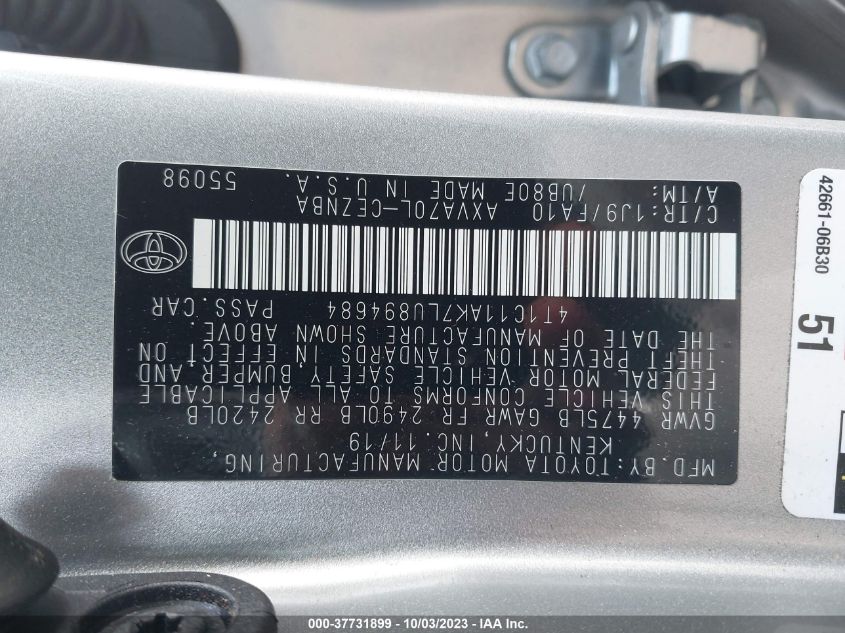 MFD.BY:TOYOTA MOTOR MANUFACTURING,
KENTUCKY,INC.11/19
GVWR 4475LB GAWR FR 2490LB RR 2420LB
THIS VEHICLE CONFORMS TO ALL APPLICABLE
FEDERAL MOTOR VEHICLE SAFETY,BUMPER,AND
THEFT PREVENTION STANDARDS IN EFFECT ON
THE DATE OF MANUFACTURE SHOWN ABOVE.
4T1C11AK7LU894684 PASS.CAR
C/TR:1J9/FA10 AXVA70L-CEZNBA
A/TM: /UB80E MADE IN U.S.A. 55098
42661-06B30
51
000-37731899 - 10/03/2023 - IAA Inc.